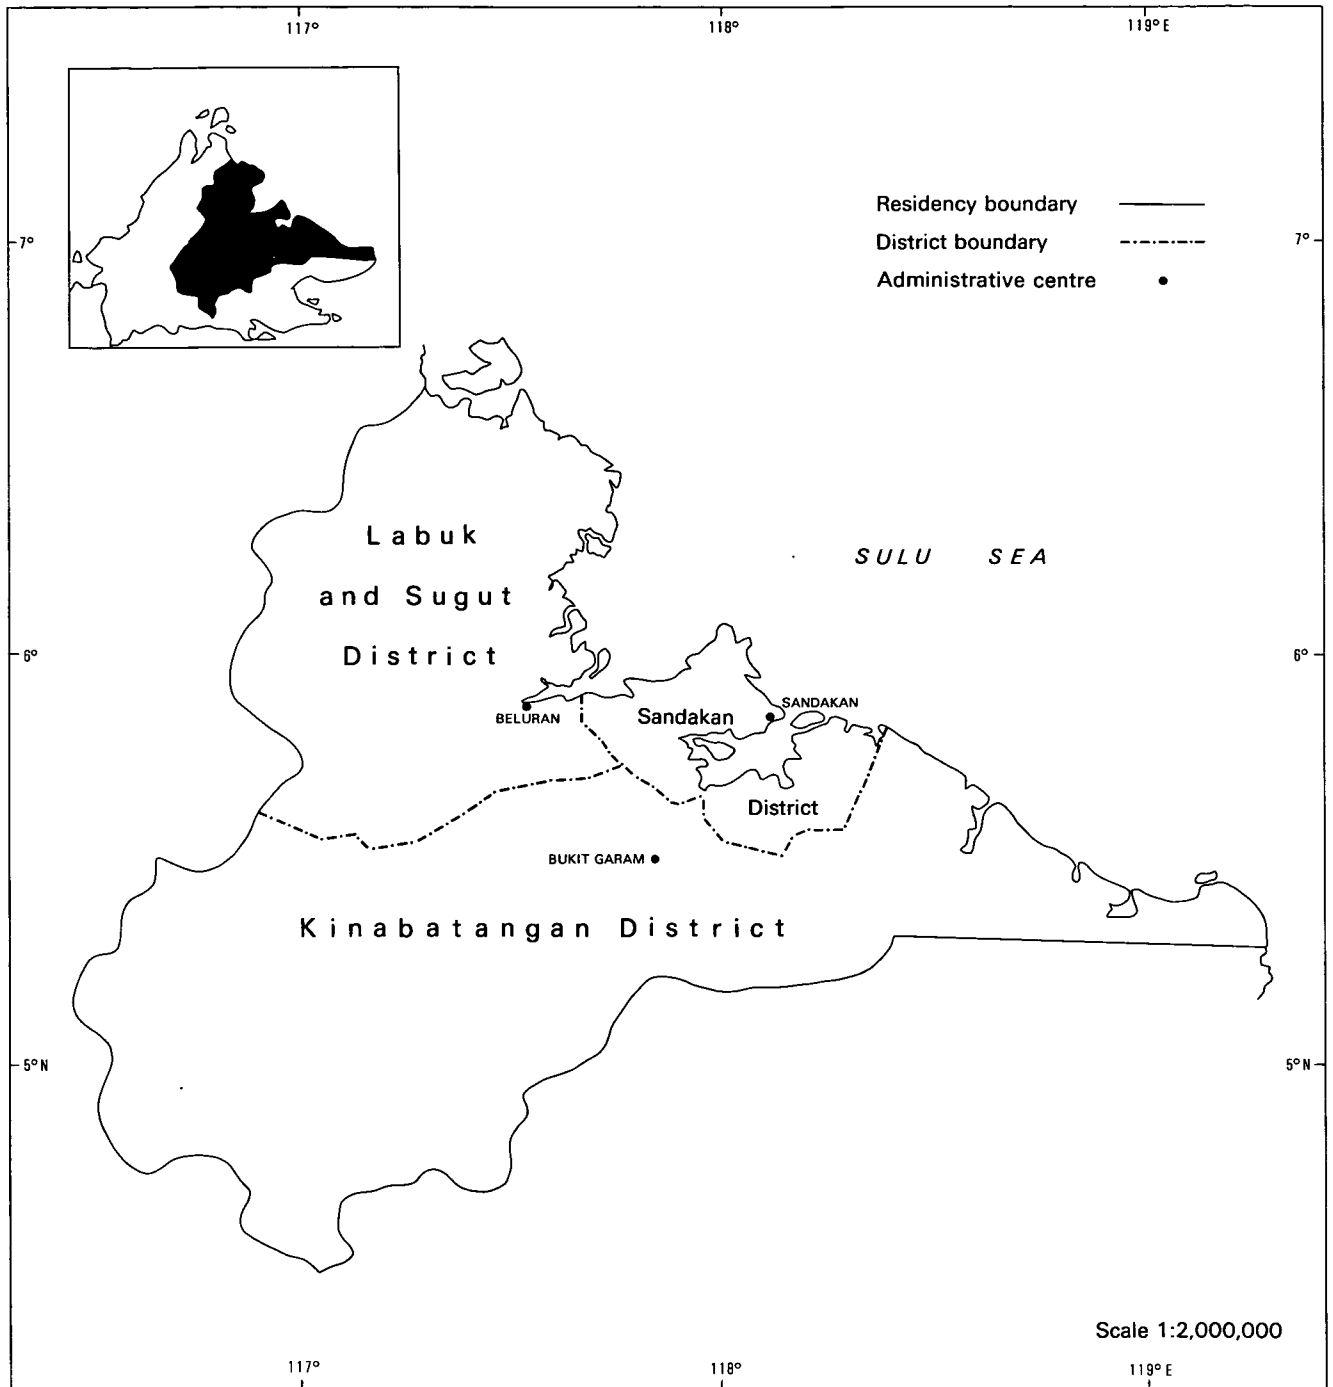 117°
118°
119° E
Residency boundary
7°
7°
District boundary
Administrative centre
Labuk
and Sugut
District
SULU SEA
6°
6°
BELURAN
Sandakan
SANDAKAN
District
BUKIT GARAM
Kinabatangan District
5° N
5° N
Scale 1:2,000,000
117°
118°
119° E